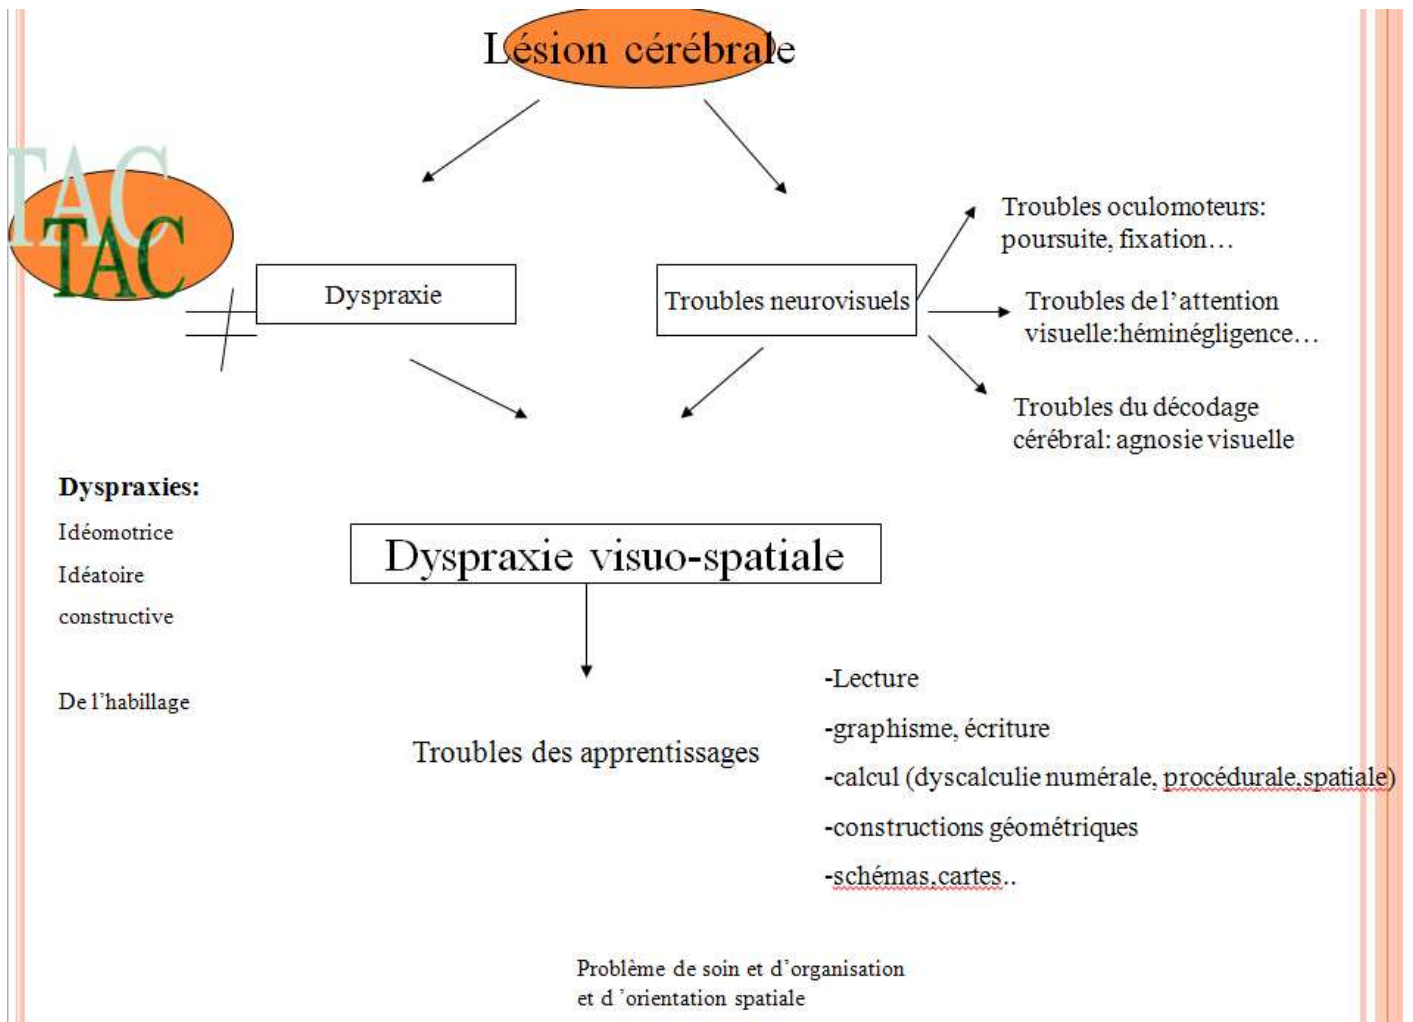 Lésion cérébrale
TAC
TAC
Dyspraxie
Troubles neurovisuels
Troubles oculomoteurs:
poursuite, fixation…
Troubles de l’attention
visuelle:héminégligence…
Troubles du décodage
cérébral: agnosie visuelle
Dyspraxies:
Idéomotrice
Idéatoire
constructive
De l’habillage
Dyspraxie visuo-spatiale
Troubles des apprentissages
-Lecture
-graphisme, écriture
-calcul (dyscalculie numérale, procédurale,spatiale)
-constructions géométriques
-schémas,cartes..
Problème de soin et d’organisation
et d ’orientation spatiale